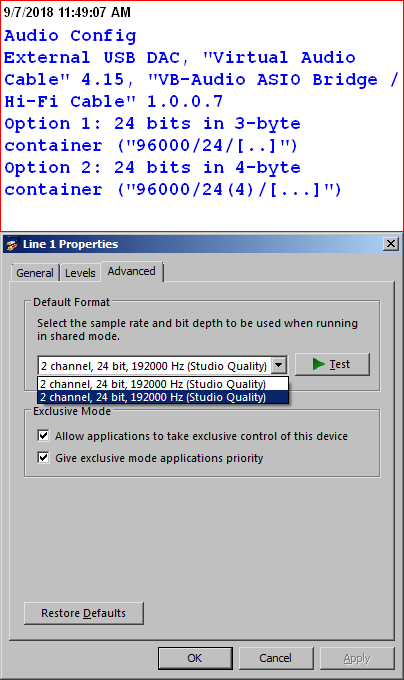 9/7/2018 11:49:07 AM
Audio Config
External USB DAC, "Virtual Audio
Cable" 4.15, "VB-Audio ASIO Bridge /
Hi-Fi Cable" 1.0.0.7
Option 1: 24 bits in 3-byte
container ("96000/24/[..]")
Option 2: 24 bits in 4-byte
container ("96000/24(4)/[...]")
Line 1 Properties
General Levels Advanced
Default Format
Select the sample rate and bit depth to be used when running
in shared mode.
2 channel, 24 bit, 192000 Hz (Studio Quality) Test
2 channel, 24 bit, 192000 Hz (Studio Quality)
2 channel, 24 bit, 192000 Hz (Studio Quality)
Exclusive Mode
Allow applications to take exclusive control of this device
Give exclusive mode applications priority
Restore Defaults
OK Cancel Apply